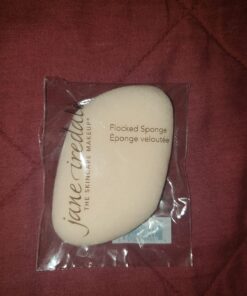 Flocked Sponge
Éponge veloutée
jane iredale
THE SKINCARE MAKEUP®